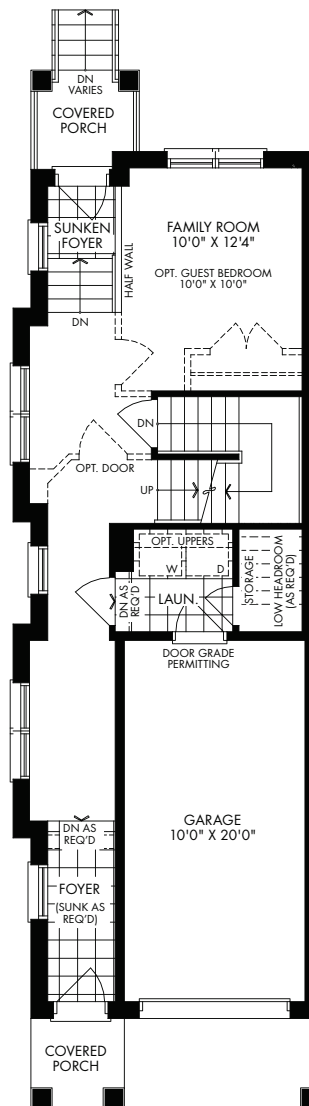 DN
VARIES
COVERED
PORCH
SUNKEN
FOYER
FAMILY ROOM
10'0" X 12'4"
OPT. GUEST BEDROOM
10'0" X 10'0"
HALF WALL
DN
DN
OPT. DOOR
UP
OPT. UPPERS
W
D
DN AS
REQ'D
LAUN.
STORAGE
LOW HEADROOM
(AS REQ'D)
DOOR GRADE
PERMITTING
GARAGE
10'0" X 20'0"
DN AS
REQ'D
FOYER
(SUNK AS
REQ'D)
COVERED
PORCH